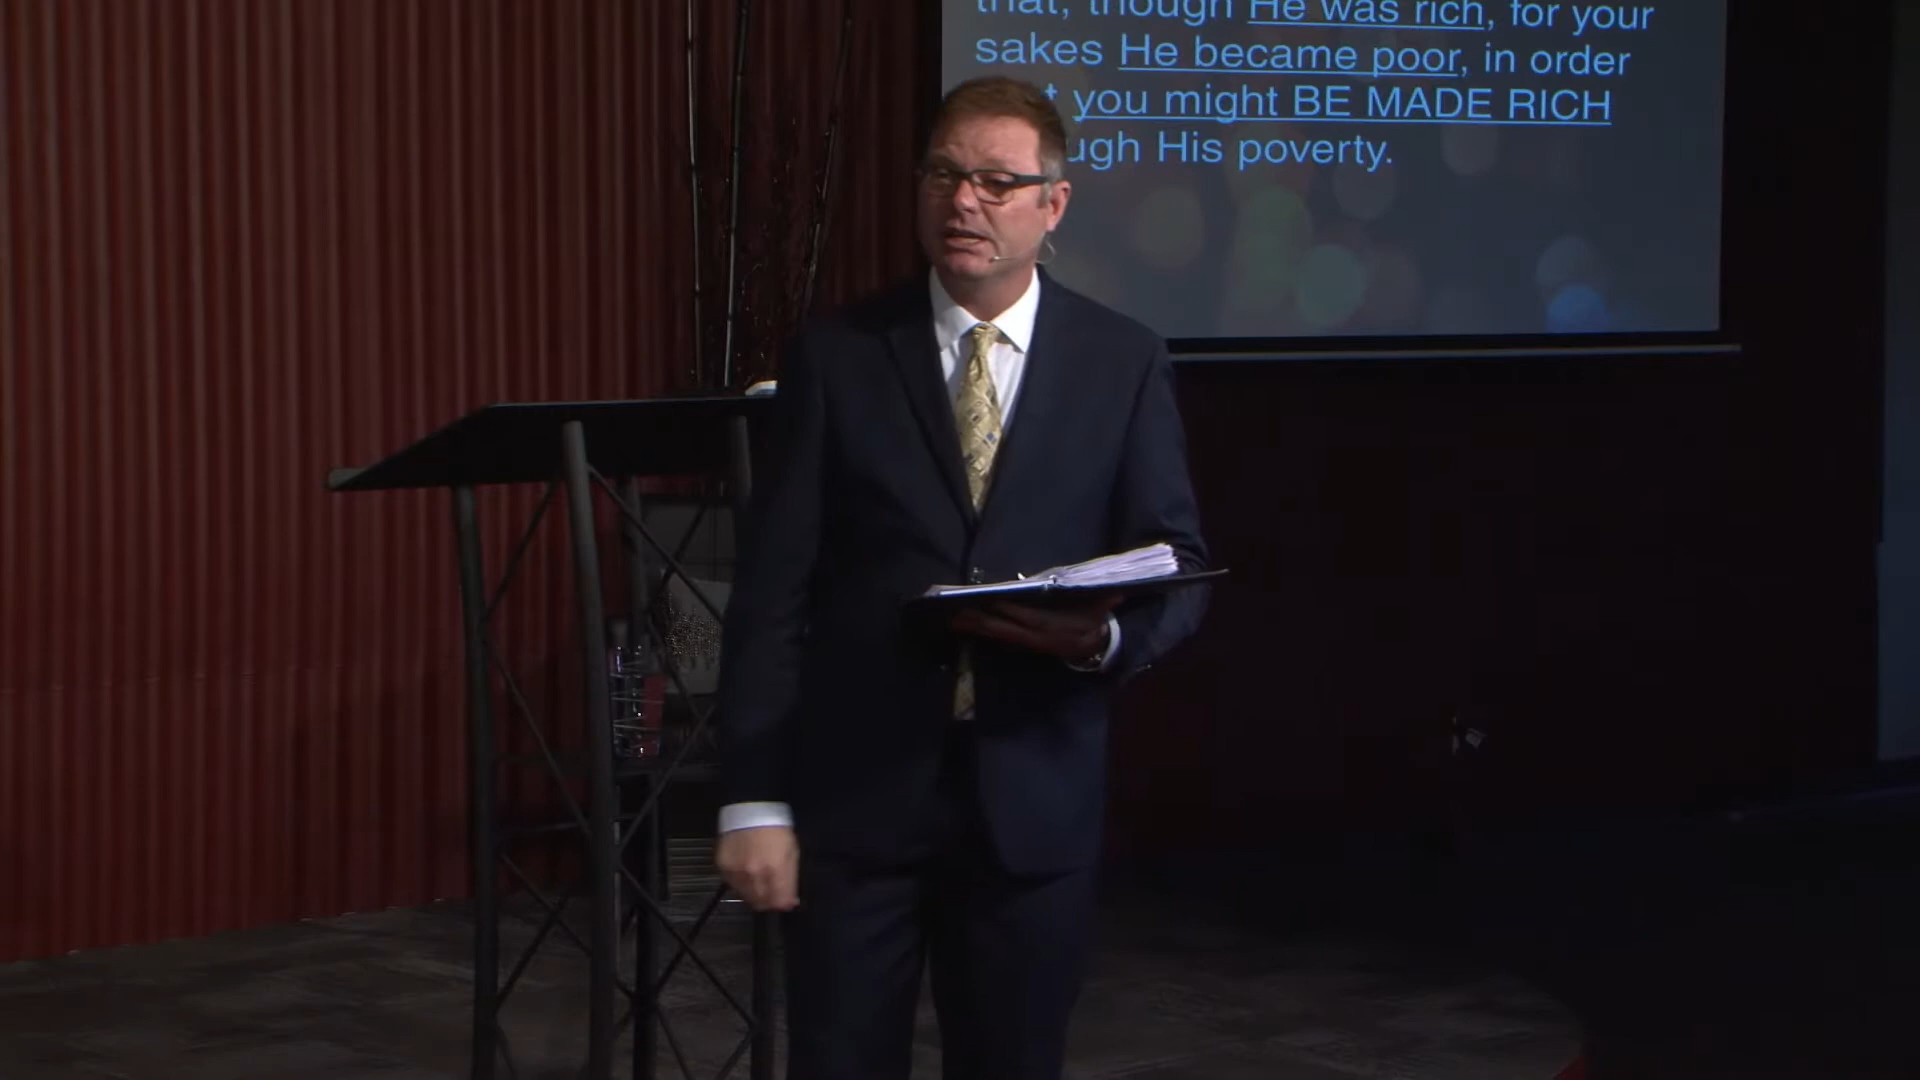 that, though He was rich, for your
sakes He became poor, in order
you might BE MADE RICH
His poverty.